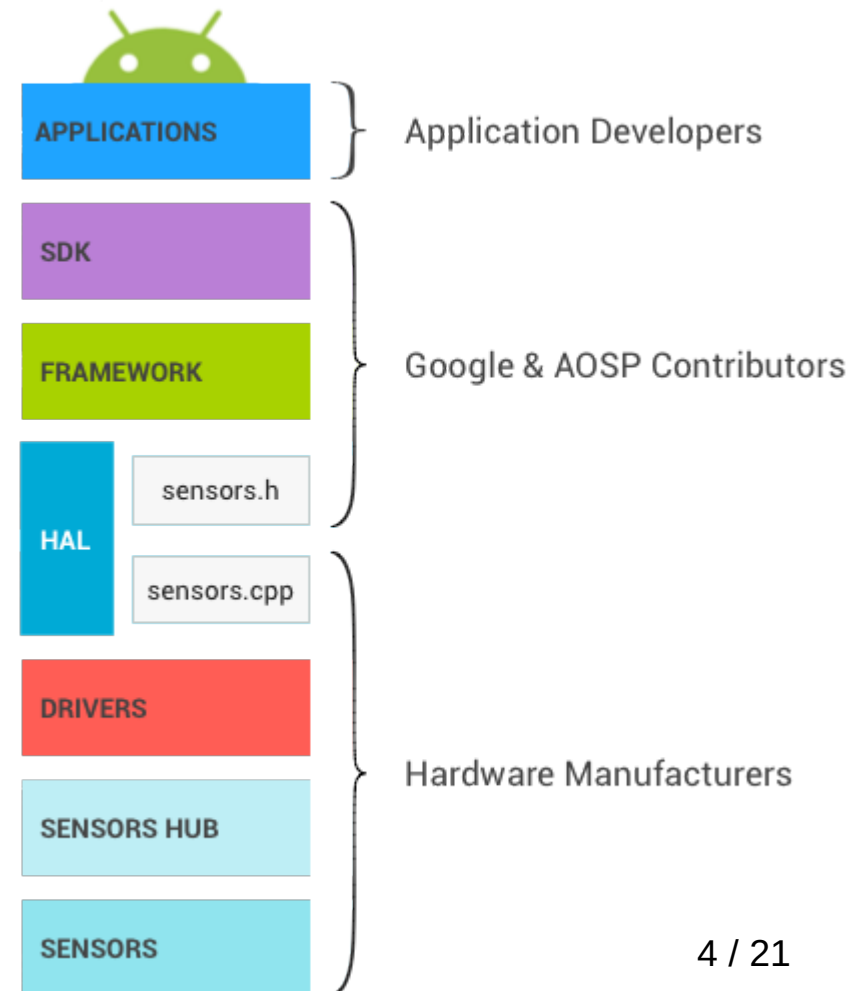 APPLICATIONS
Application Developers
SDK
FRAMEWORK
Google & AOSP Contributors
HAL
sensors.h
sensors.cpp
DRIVERS
Hardware Manufacturers
SENSORS HUB
SENSORS
4 / 21